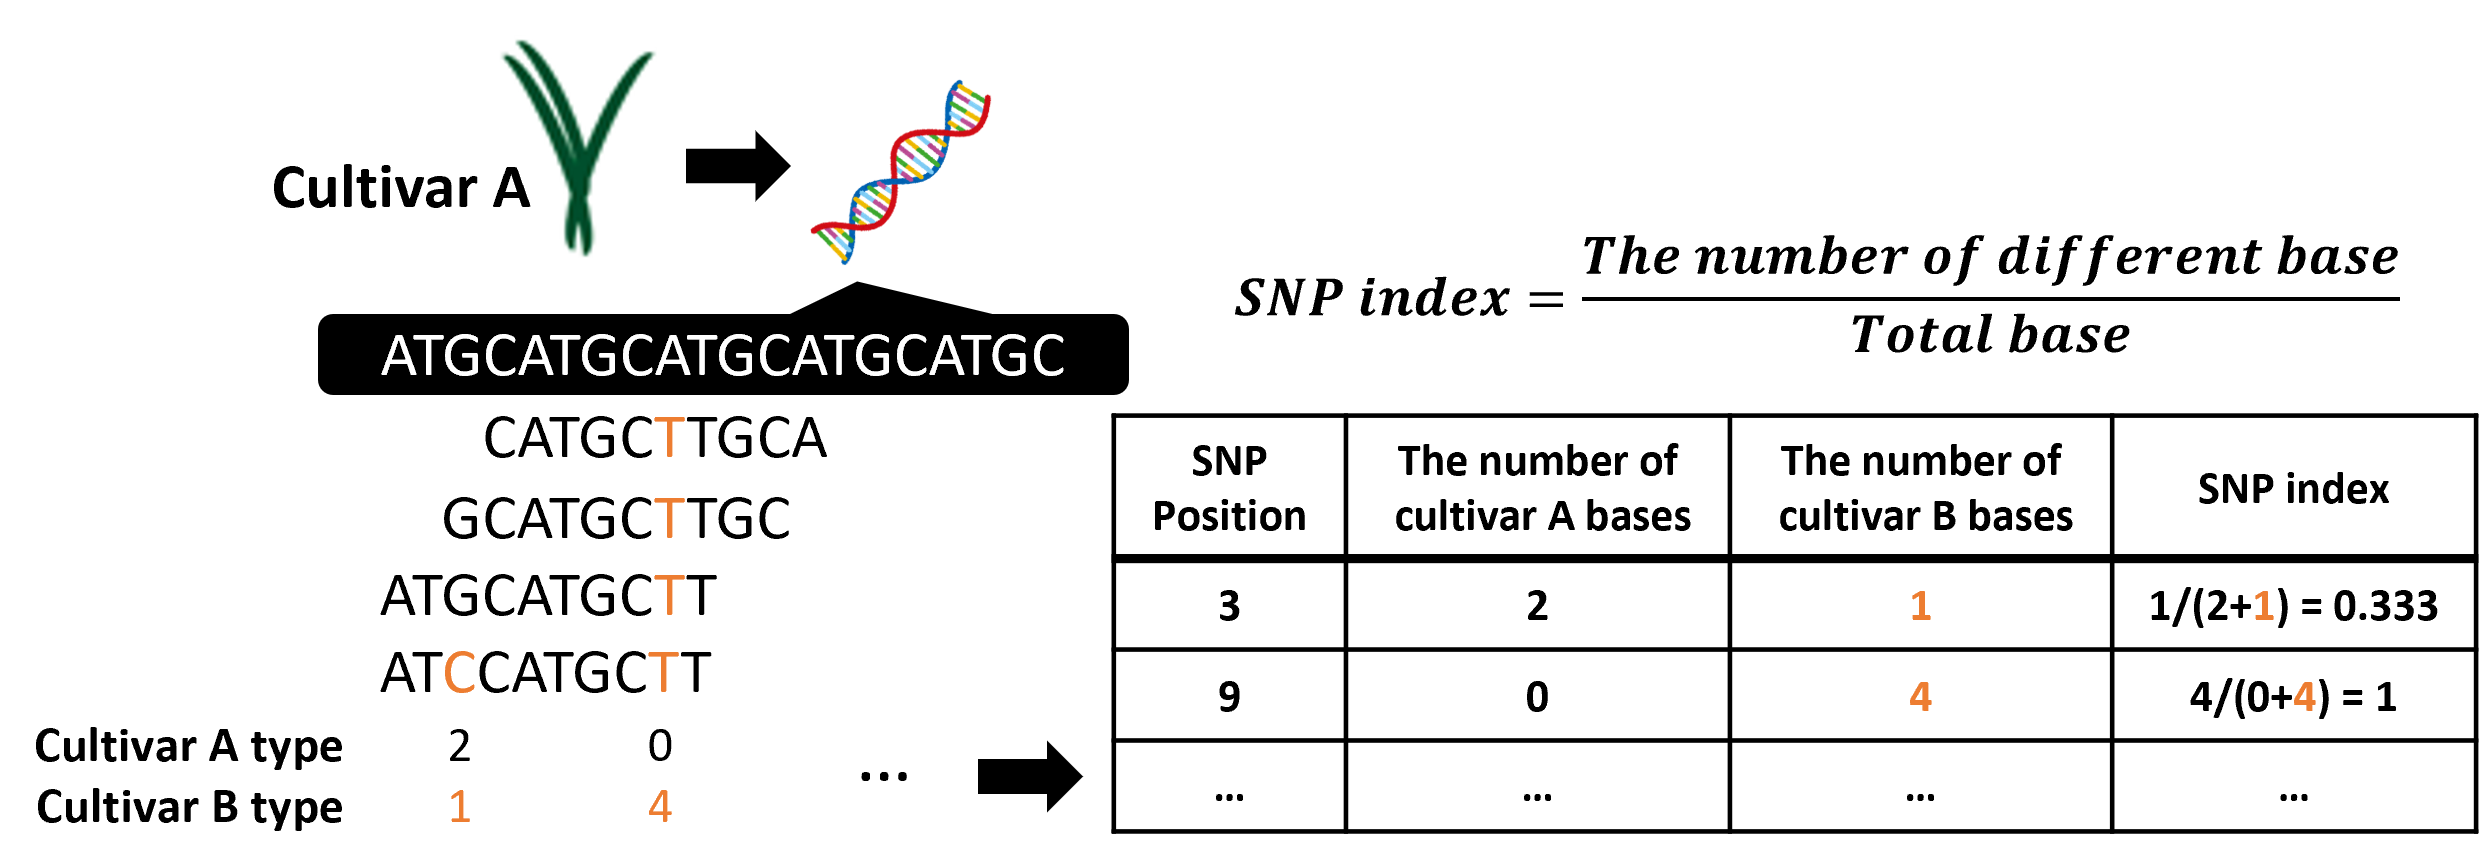 Cultivar A
ATGCATGCATGCATGCATGC
CATGCTTGCA
GCATGCTTGC
ATGCATGCTT
ATCCATGCTT
Cultivar A type 2 0
Cultivar B type 1 4
...
SNP index = The number of different base / Total base
SNP Position | The number of cultivar A bases | The number of cultivar B bases | SNP index
3 | 2 | 1 | 1/(2+1) = 0.333
9 | 0 | 4 | 4/(0+4) = 1
... | ... | ... | ...